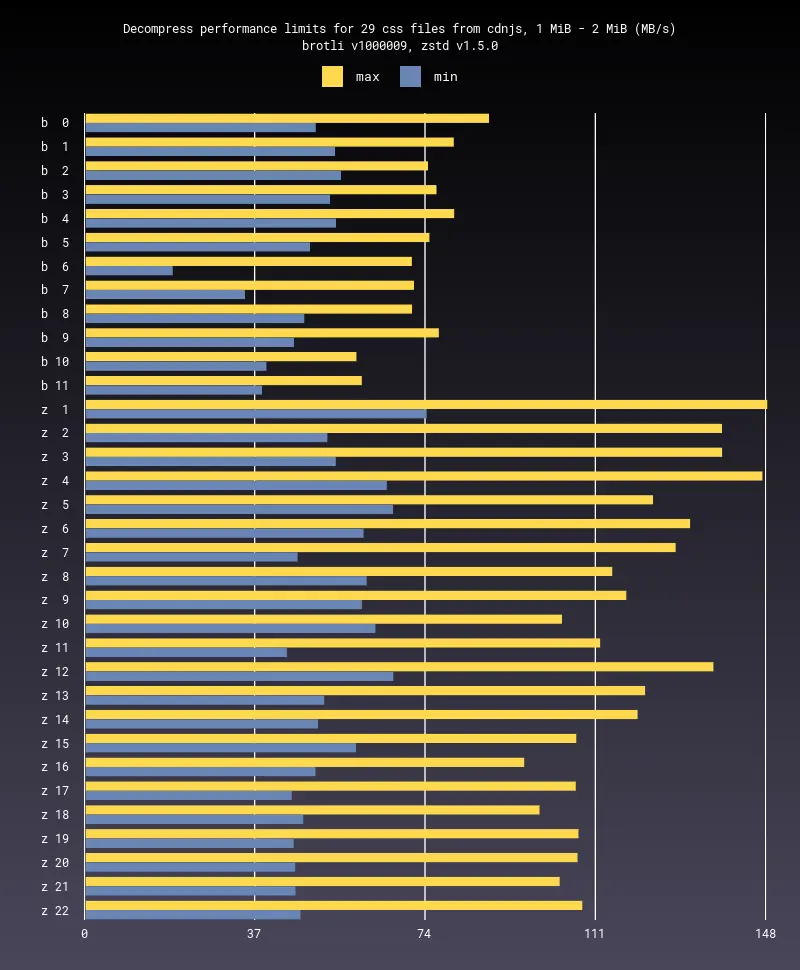 Decompress performance limits for 29 css files from cdnjs, 1 MiB - 2 MiB (MB/s)
brotli v1000009, zstd v1.5.0
max min
b 0
b 1
b 2
b 3
b 4
b 5
b 6
b 7
b 8
b 9
b 10
b 11
z 1
z 2
z 3
z 4
z 5
z 6
z 7
z 8
z 9
z 10
z 11
z 12
z 13
z 14
z 15
z 16
z 17
z 18
z 19
z 20
z 21
z 22
0 37 74 111 148